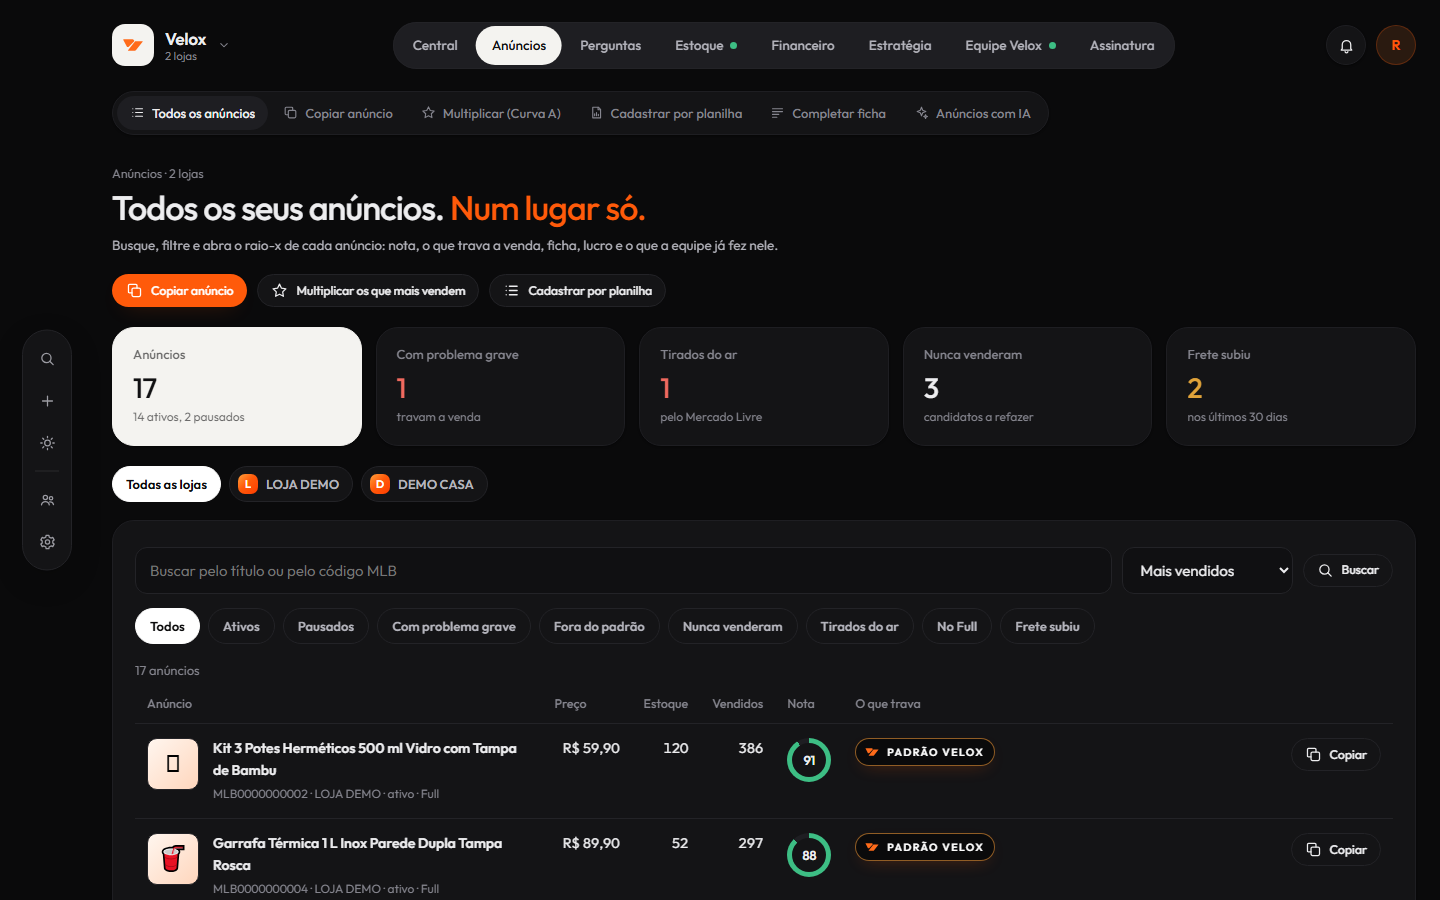 Velox
2 lojas
Central
Anúncios
Perguntas
Estoque
Financeiro
Estratégia
Equipe Velox
Assinatura
R
Todos os anúncios
Copiar anúncio
Multiplicar (Curva A)
Cadastrar por planilha
Completar ficha
Anúncios com IA
Anúncios · 2 lojas
Todos os seus anúncios. Num lugar só.
Busque, filtre e abra o raio-x de cada anúncio: nota, o que trava a venda, ficha, lucro e o que a equipe já fez nele.
Copiar anúncio
Multiplicar os que mais vendem
Cadastrar por planilha
Anúncios
17
14 ativos, 2 pausados
Com problema grave
1
travam a venda
Tirados do ar
1
pelo Mercado Livre
Nunca venderam
3
candidatos a refazer
Frete subiu
2
nos últimos 30 dias
Todas as lojas
L LOJA DEMO
D DEMO CASA
Buscar pelo título ou pelo código MLB
Mais vendidos
Buscar
Todos
Ativos
Pausados
Com problema grave
Fora do padrão
Nunca venderam
Tirados do ar
No Full
Frete subiu
17 anúncios
Anúncio
Preço
Estoque
Vendidos
Nota
O que trava
Kit 3 Potes Herméticos 500 ml Vidro com Tampa
de Bambu
MLB0000000002 · LOJA DEMO · ativo · Full
R$ 59,90
120
386
91
PADRÃO VELOX
Copiar
Garrafa Térmica 1 L Inox Parede Dupla Tampa
Rosca
MLB0000000004 · LOJA DEMO · ativo · Full
R$ 89,90
52
297
88
PADRÃO VELOX
Copiar